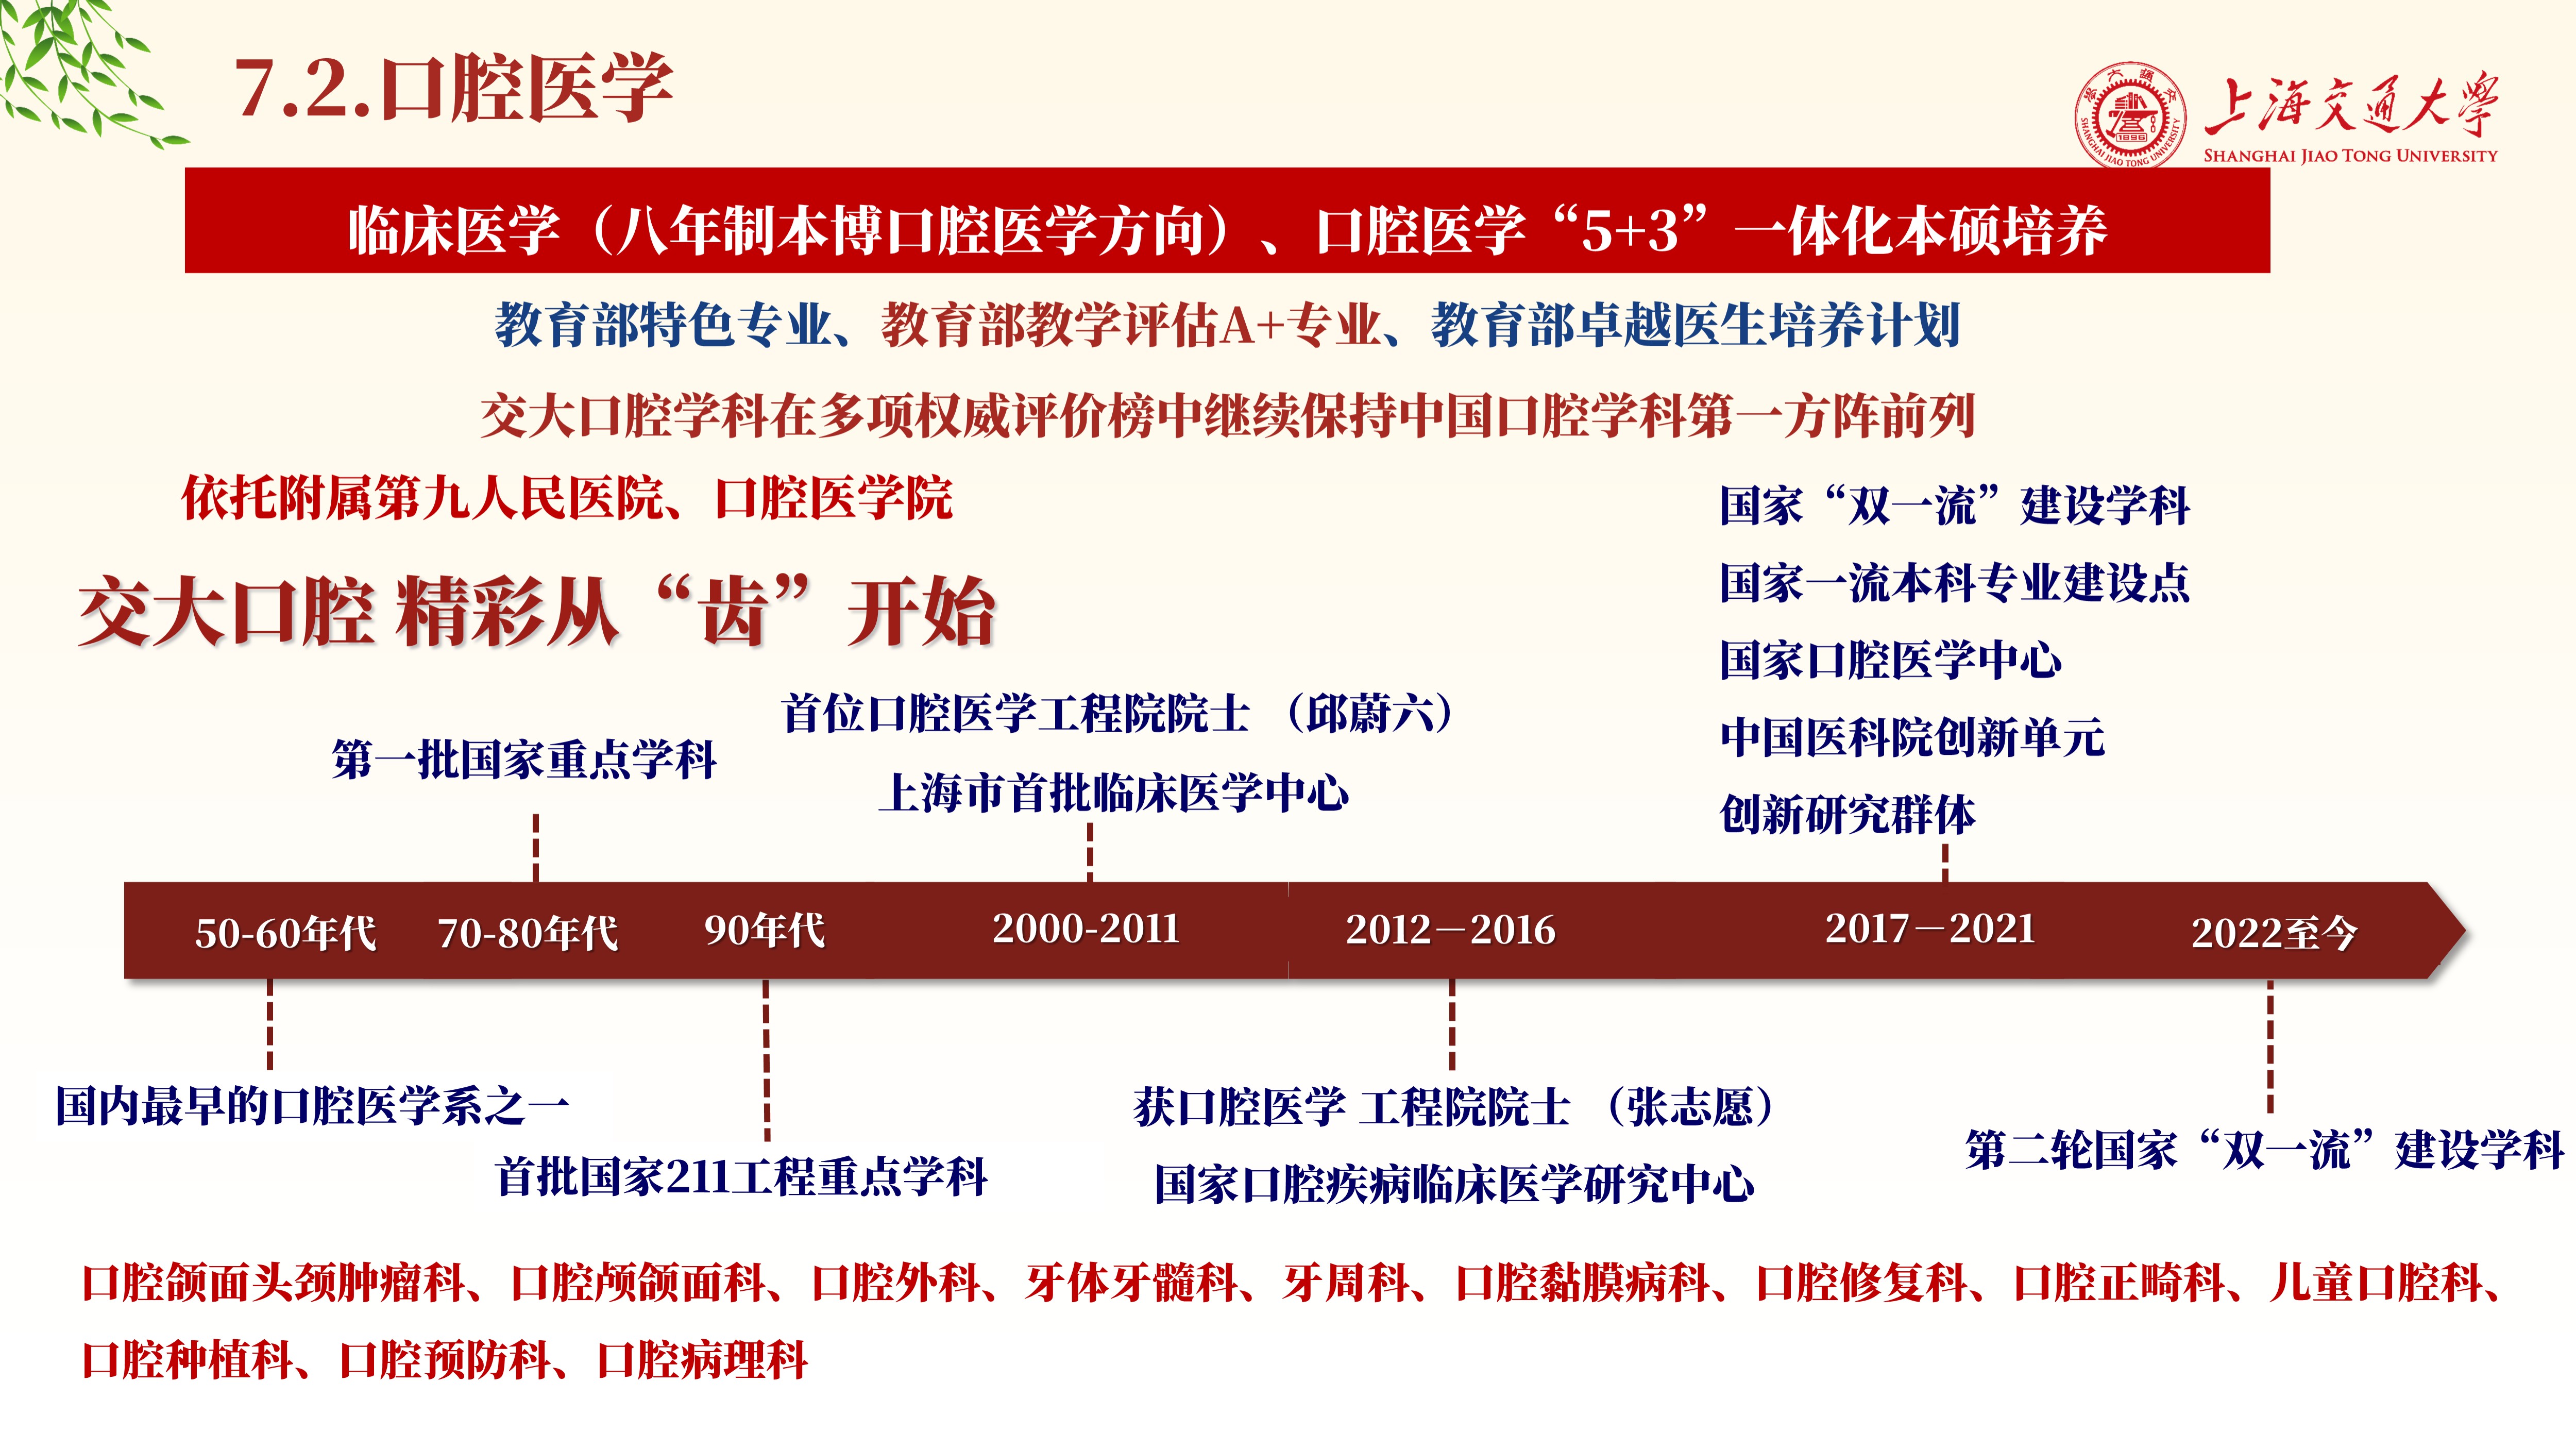 7.2.口腔医学
上海交通大學
SHANGHAI JIAO TONG UNIVERSITY
1896
SHANGHAI JIAO TONG UNIVERSITY
临床医学（八年制本博口腔医学方向）、口腔医学“5+3”一体化本硕培养
教育部特色专业、教育部教学评估A+专业、教育部卓越医生培养计划
交大口腔学科在多项权威评价榜中继续保持中国口腔学科第一方阵前列
依托附属第九人民医院、口腔医学院
交大口腔 精彩从“齿”开始
国家“双一流”建设学科
国家一流本科专业建设点
国家口腔医学中心
中国医科院创新单元
创新研究群体
首位口腔医学工程院院士 （邱蔚六）
上海市首批临床医学中心
第一批国家重点学科
50-60年代
70-80年代
90年代
2000-2011
2012－2016
2017－2021
2022至今
国内最早的口腔医学系之一
首批国家211工程重点学科
获口腔医学 工程院院士 （张志愿）
国家口腔疾病临床医学研究中心
第二轮国家“双一流”建设学科
口腔颌面头颈肿瘤科、口腔颅颌面科、口腔外科、牙体牙髓科、牙周科、口腔黏膜病科、口腔修复科、口腔正畸科、儿童口腔科、
口腔种植科、口腔预防科、口腔病理科